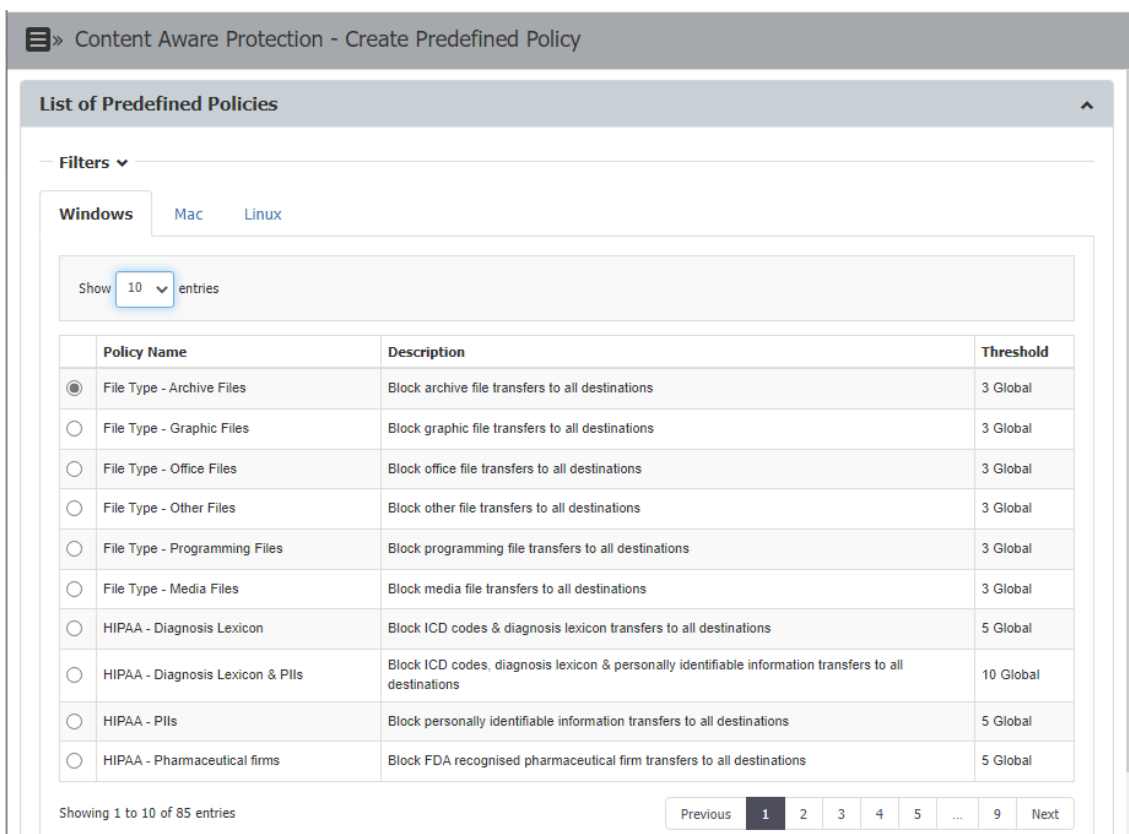 » Content Aware Protection - Create Predefined Policy
List of Predefined Policies
Filters
Windows Mac Linux
Show 10 entries
Policy Name Description Threshold
File Type - Archive Files Block archive file transfers to all destinations 3 Global
File Type - Graphic Files Block graphic file transfers to all destinations 3 Global
File Type - Office Files Block office file transfers to all destinations 3 Global
File Type - Other Files Block other file transfers to all destinations 3 Global
File Type - Programming Files Block programming file transfers to all destinations 3 Global
File Type - Media Files Block media file transfers to all destinations 3 Global
HIPAA - Diagnosis Lexicon Block ICD codes & diagnosis lexicon transfers to all destinations 5 Global
HIPAA - Diagnosis Lexicon & PIIs Block ICD codes, diagnosis lexicon & personally identifiable information transfers to all 10 Global
destinations
HIPAA - PIIs Block personally identifiable information transfers to all destinations 5 Global
HIPAA - Pharmaceutical firms Block FDA recognised pharmaceutical firm transfers to all destinations 5 Global
Showing 1 to 10 of 85 entries Previous 1 2 3 4 5 ... 9 Next